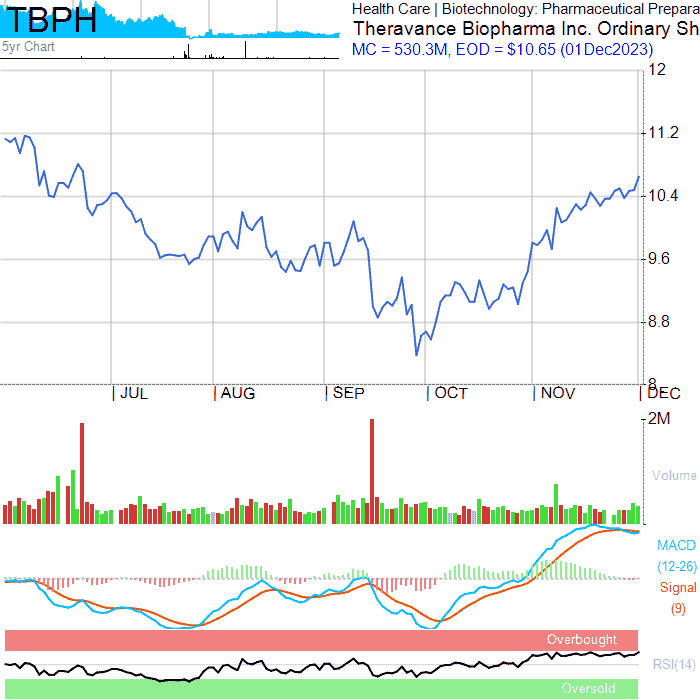 TBPH
Health Care | Biotechnology: Pharmaceutical Prepara
5yr Chart
Theravance Biopharma Inc. Ordinary Sh
MC = 530.3M, EOD = $10.65 (01Dec2023)
12
11.2
10.4
9.6
8.8
8
JUL AUG SEP OCT NOV DEC
2M
Volume
MACD
(12-26)
Signal
(9)
Overbought
RSI(14)
Oversold